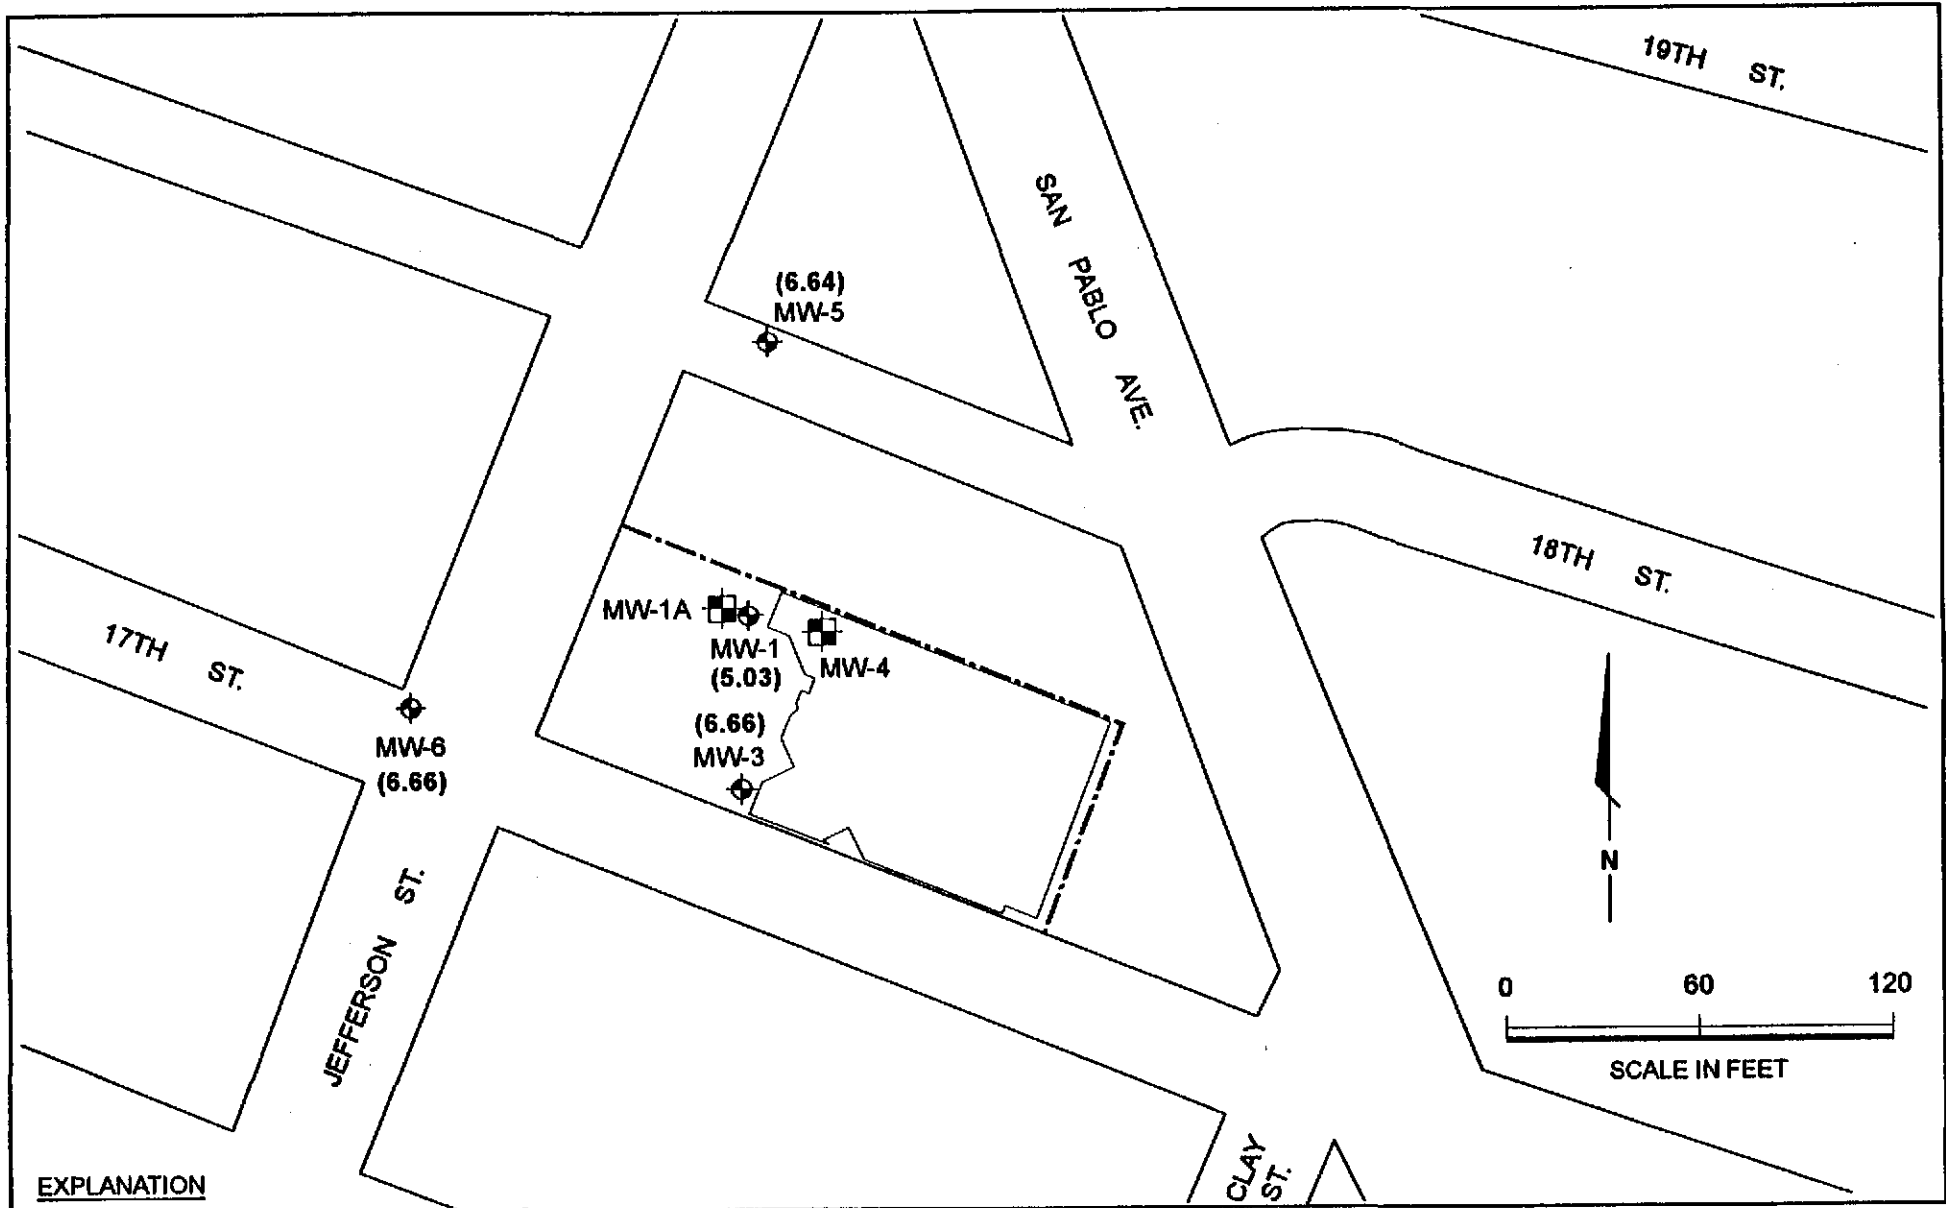 19TH ST.
SAN PABLO AVE.
(6.64)
MW-5
18TH ST.
MW-1A
MW-1
(5.03)
MW-4
17TH ST.
(6.66)
MW-3
MW-6
(6.66)
JEFFERSON ST.
N
0 60 120
SCALE IN FEET
CLAY ST.
EXPLANATION